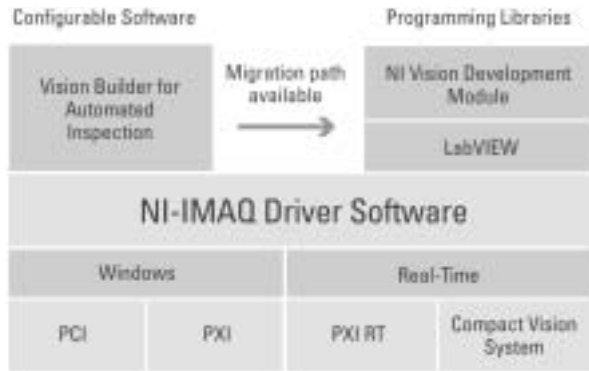 Configurable Software
Programming Libraries
Vision Builder for
Automated
Inspection
Migration path
available
NI Vision Development
Module
LabVIEW
NI-IMAQ Driver Software
Windows
Real-Time
PCI
PXI
PXI RT
Compact Vision
System